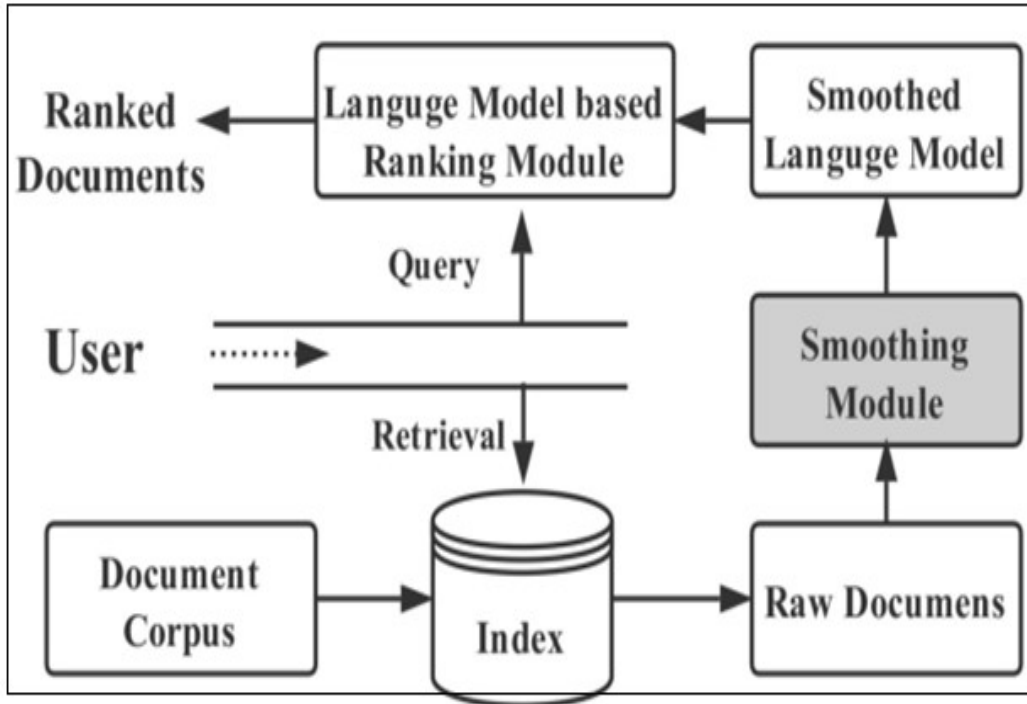 Ranked
Documents
Languge Model based
Ranking Module
Smoothed
Languge Model
Query
User
Smoothing
Module
Retrieval
Document
Corpus
Index
Raw Documens